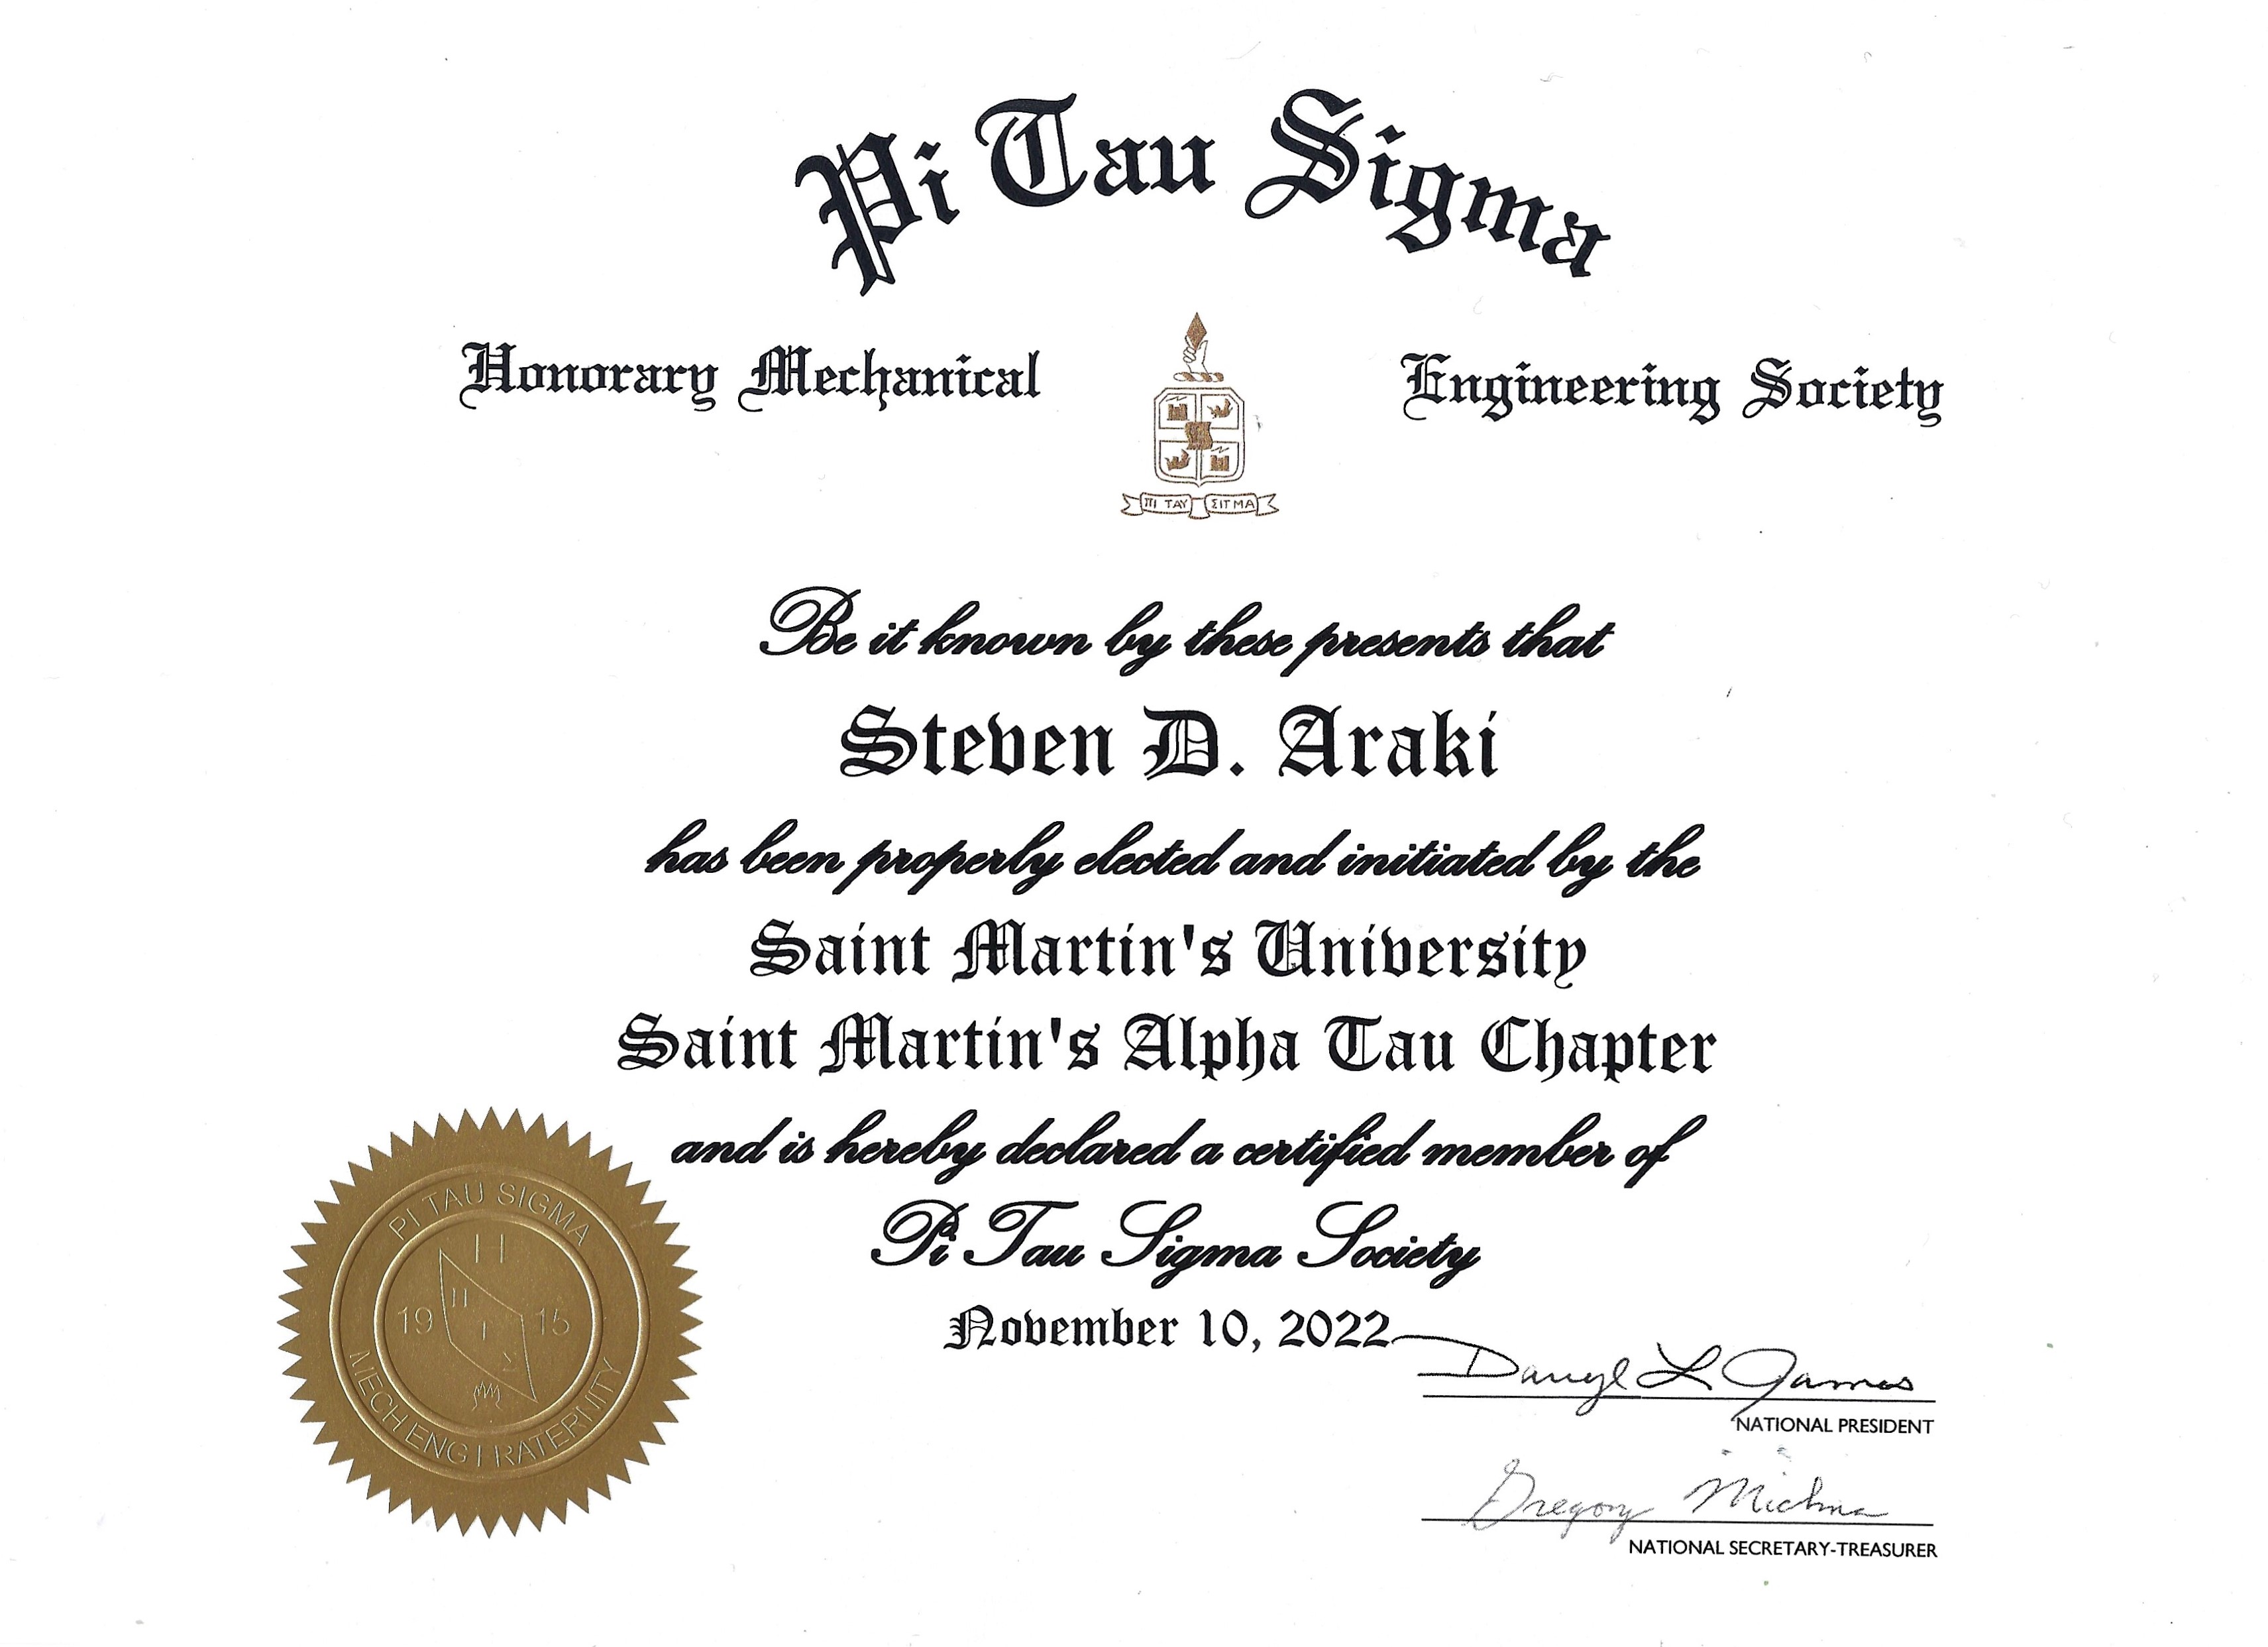 Pi Tau Sigma
Honorary Mechanical Engineering Society
ΠΙ ΤΑΥ ΣΙΓΜΑ
Be it known by these presents that
Steven D. Araki
has been properly elected and initiated by the
Saint Martin's University
Saint Martin's Alpha Tau Chapter
and is hereby declared a certified member of
Pi Tau Sigma Society
November 10, 2022
PI TAU SIGMA
19 15
MECH ENG FRATERNITY
Darryl L James
NATIONAL PRESIDENT
Gregory
NATIONAL SECRETARY-TREASURER